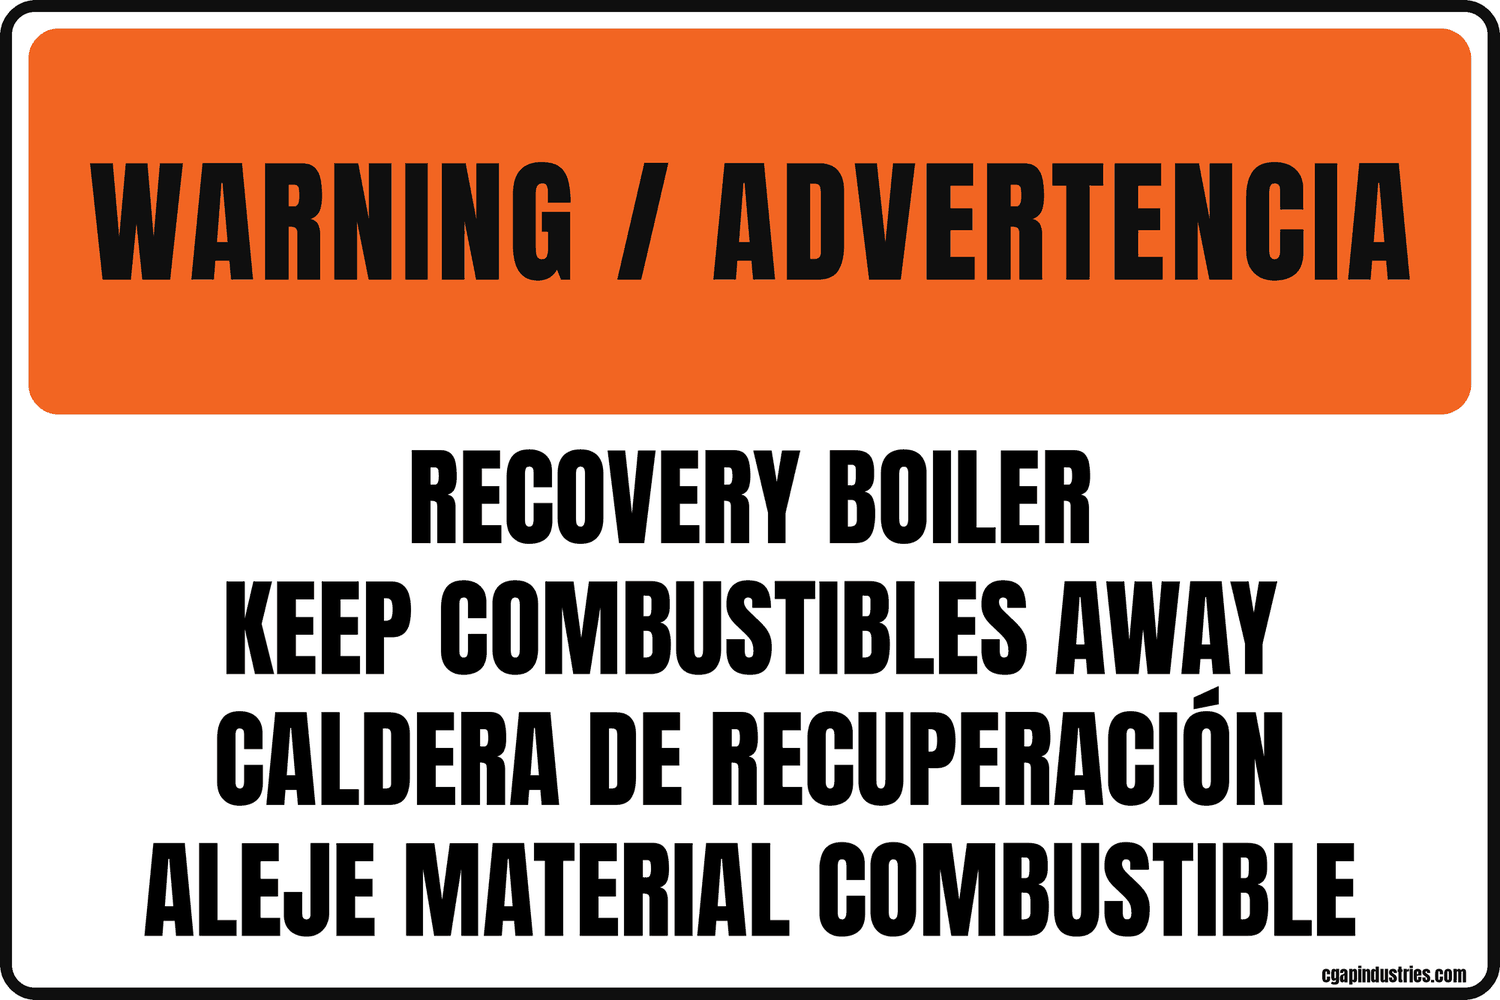 WARNING / ADVERTENCIA
RECOVERY BOILER
KEEP COMBUSTIBLES AWAY
CALDERA DE RECUPERACIÓN
ALEJE MATERIAL COMBUSTIBLE
cgapindustries.com